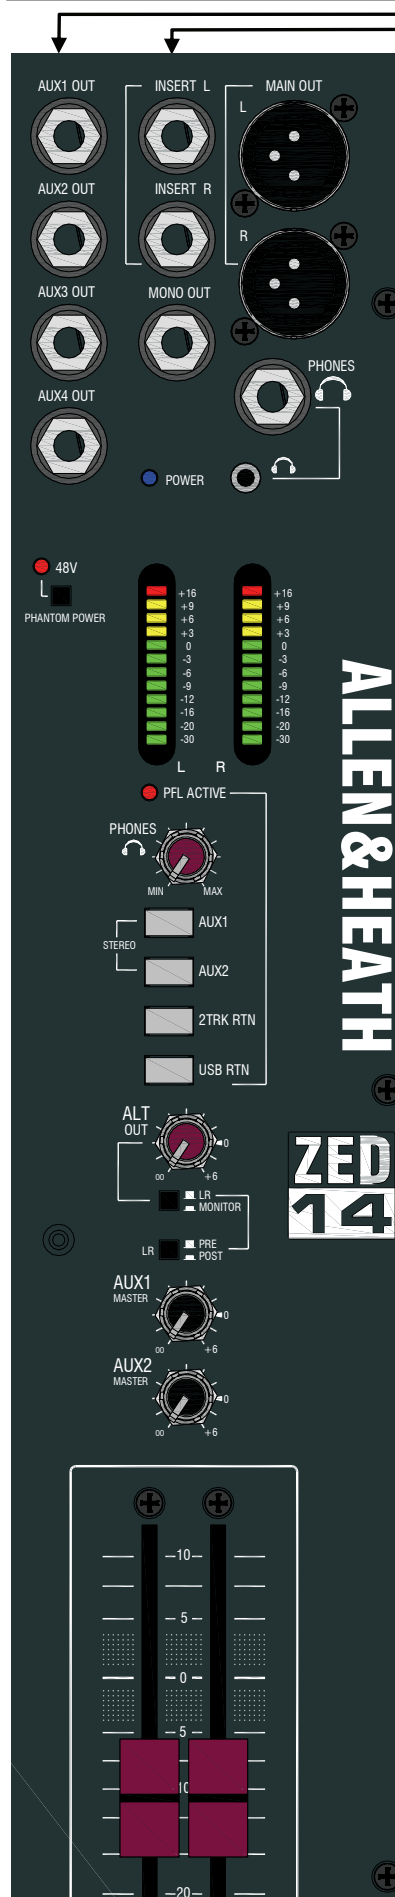 AUX1 OUT
INSERT L
MAIN OUT
L
AUX2 OUT
INSERT R
R
AUX3 OUT
MONO OUT
PHONES
AUX4 OUT
POWER
48V
PHANTOM POWER
+16 +16
+9 +9
+6 +6
+3 +3
0 0
-3 -3
-6 -6
-9 -9
-12 -12
-16 -16
-20 -20
-30 -30
L R
ALLEN&HEATH
PFL ACTIVE
PHONES
MIN MAX
AUX1
STEREO
AUX2
2TRK RTN
USB RTN
ALT
OUT
0
∞ +6
LR
MONITOR
ZED
14
LR
PRE
POST
AUX1
MASTER
0
∞ +6
AUX2
MASTER
0
∞ +6
10
5
0
5
10
20